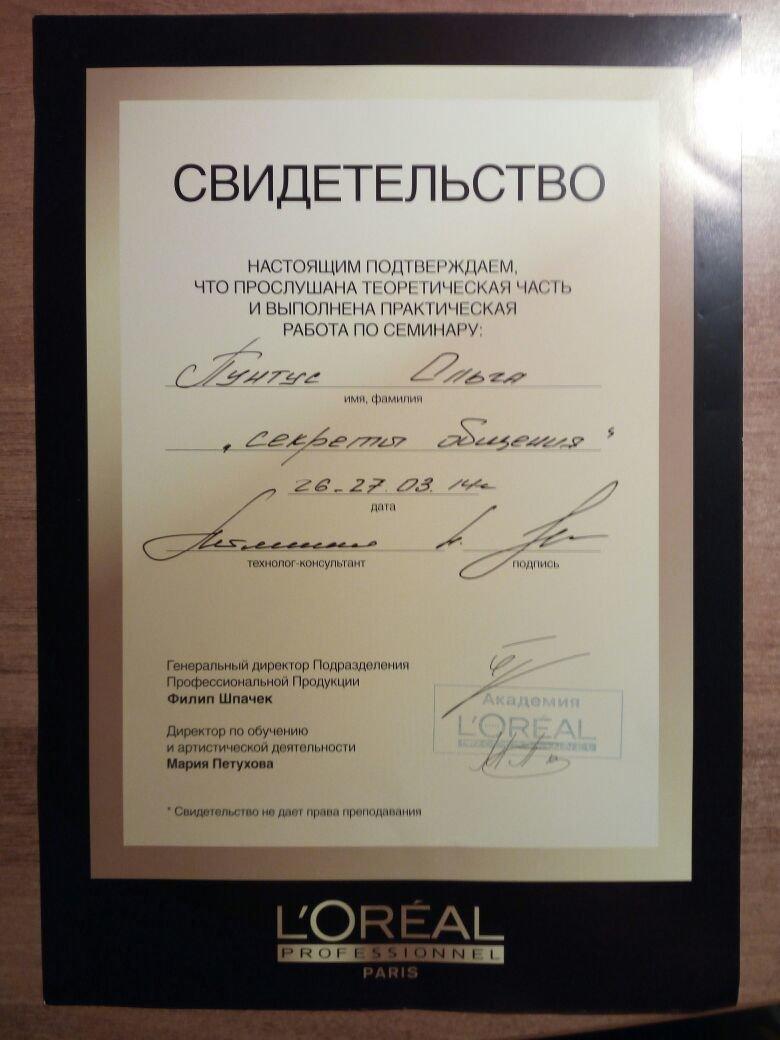 СВИДЕТЕЛЬСТВО
НАСТОЯЩИМ ПОДТВЕРЖДАЕМ,
ЧТО ПРОСЛУШАНА ТЕОРЕТИЧЕСКАЯ ЧАСТЬ
И ВЫПОЛНЕНА ПРАКТИЧЕСКАЯ
РАБОТА ПО СЕМИНАРУ:
Пунтус Ольга
имя, фамилия
„секреты общения“
26-27.03.14г
дата
технолог-консультант подпись
Генеральный директор Подразделения
Профессиональной Продукции
Филип Шпачек
Академия
L'ORÉAL
PROFESSIONNEL
Директор по обучению
и артистической деятельности
Мария Петухова
* Свидетельство не дает права преподавания
L'ORÉAL
PROFESSIONNEL
PARIS